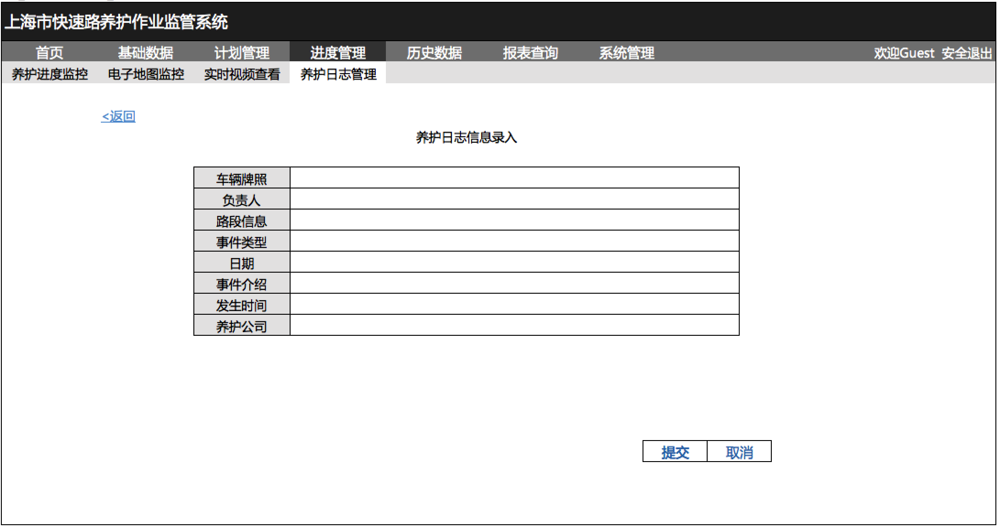 上海市快速路养护作业监管系统
首页 基础数据 计划管理 进度管理 历史数据 报表查询 系统管理 欢迎Guest 安全退出
养护进度监控 电子地图监控 实时视频查看 养护日志管理
<返回
养护日志信息录入
车辆牌照
负责人
路段信息
事件类型
日期
事件介绍
发生时间
养护公司
提交 取消